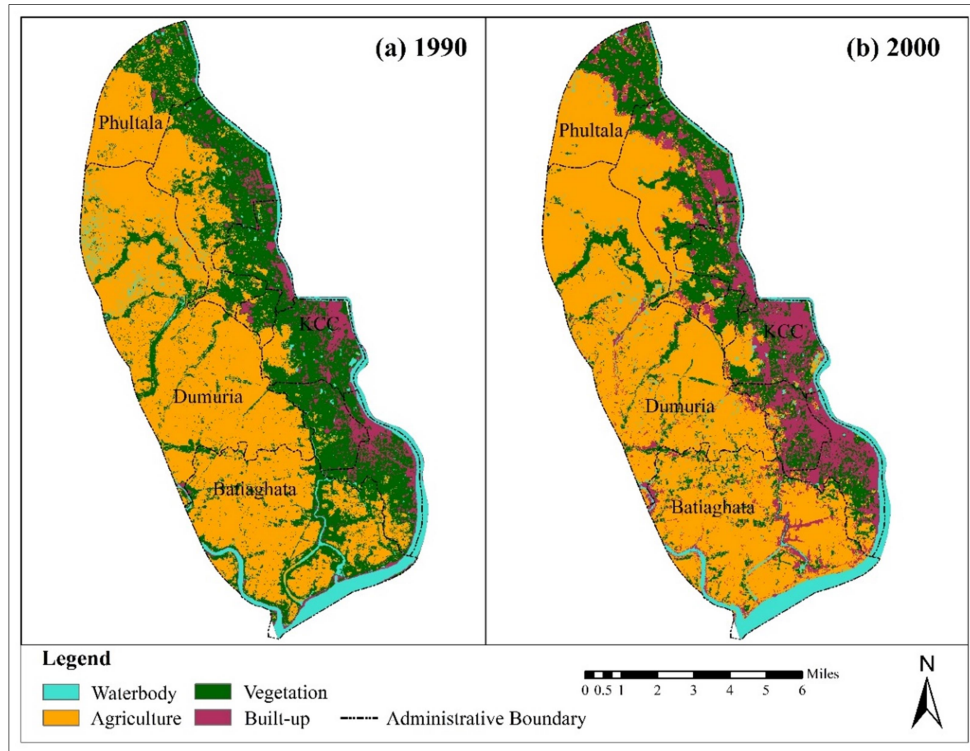 (a) 1990
Phultala
KCC
Dumuria
Batiaghata
(b) 2000
Phultala
KCC
Dumuria
Batiaghata
Legend
Waterbody
Vegetation
Agriculture
Built-up
Administrative Boundary
0 0.5 1 2 3 4 5 6 Miles
N